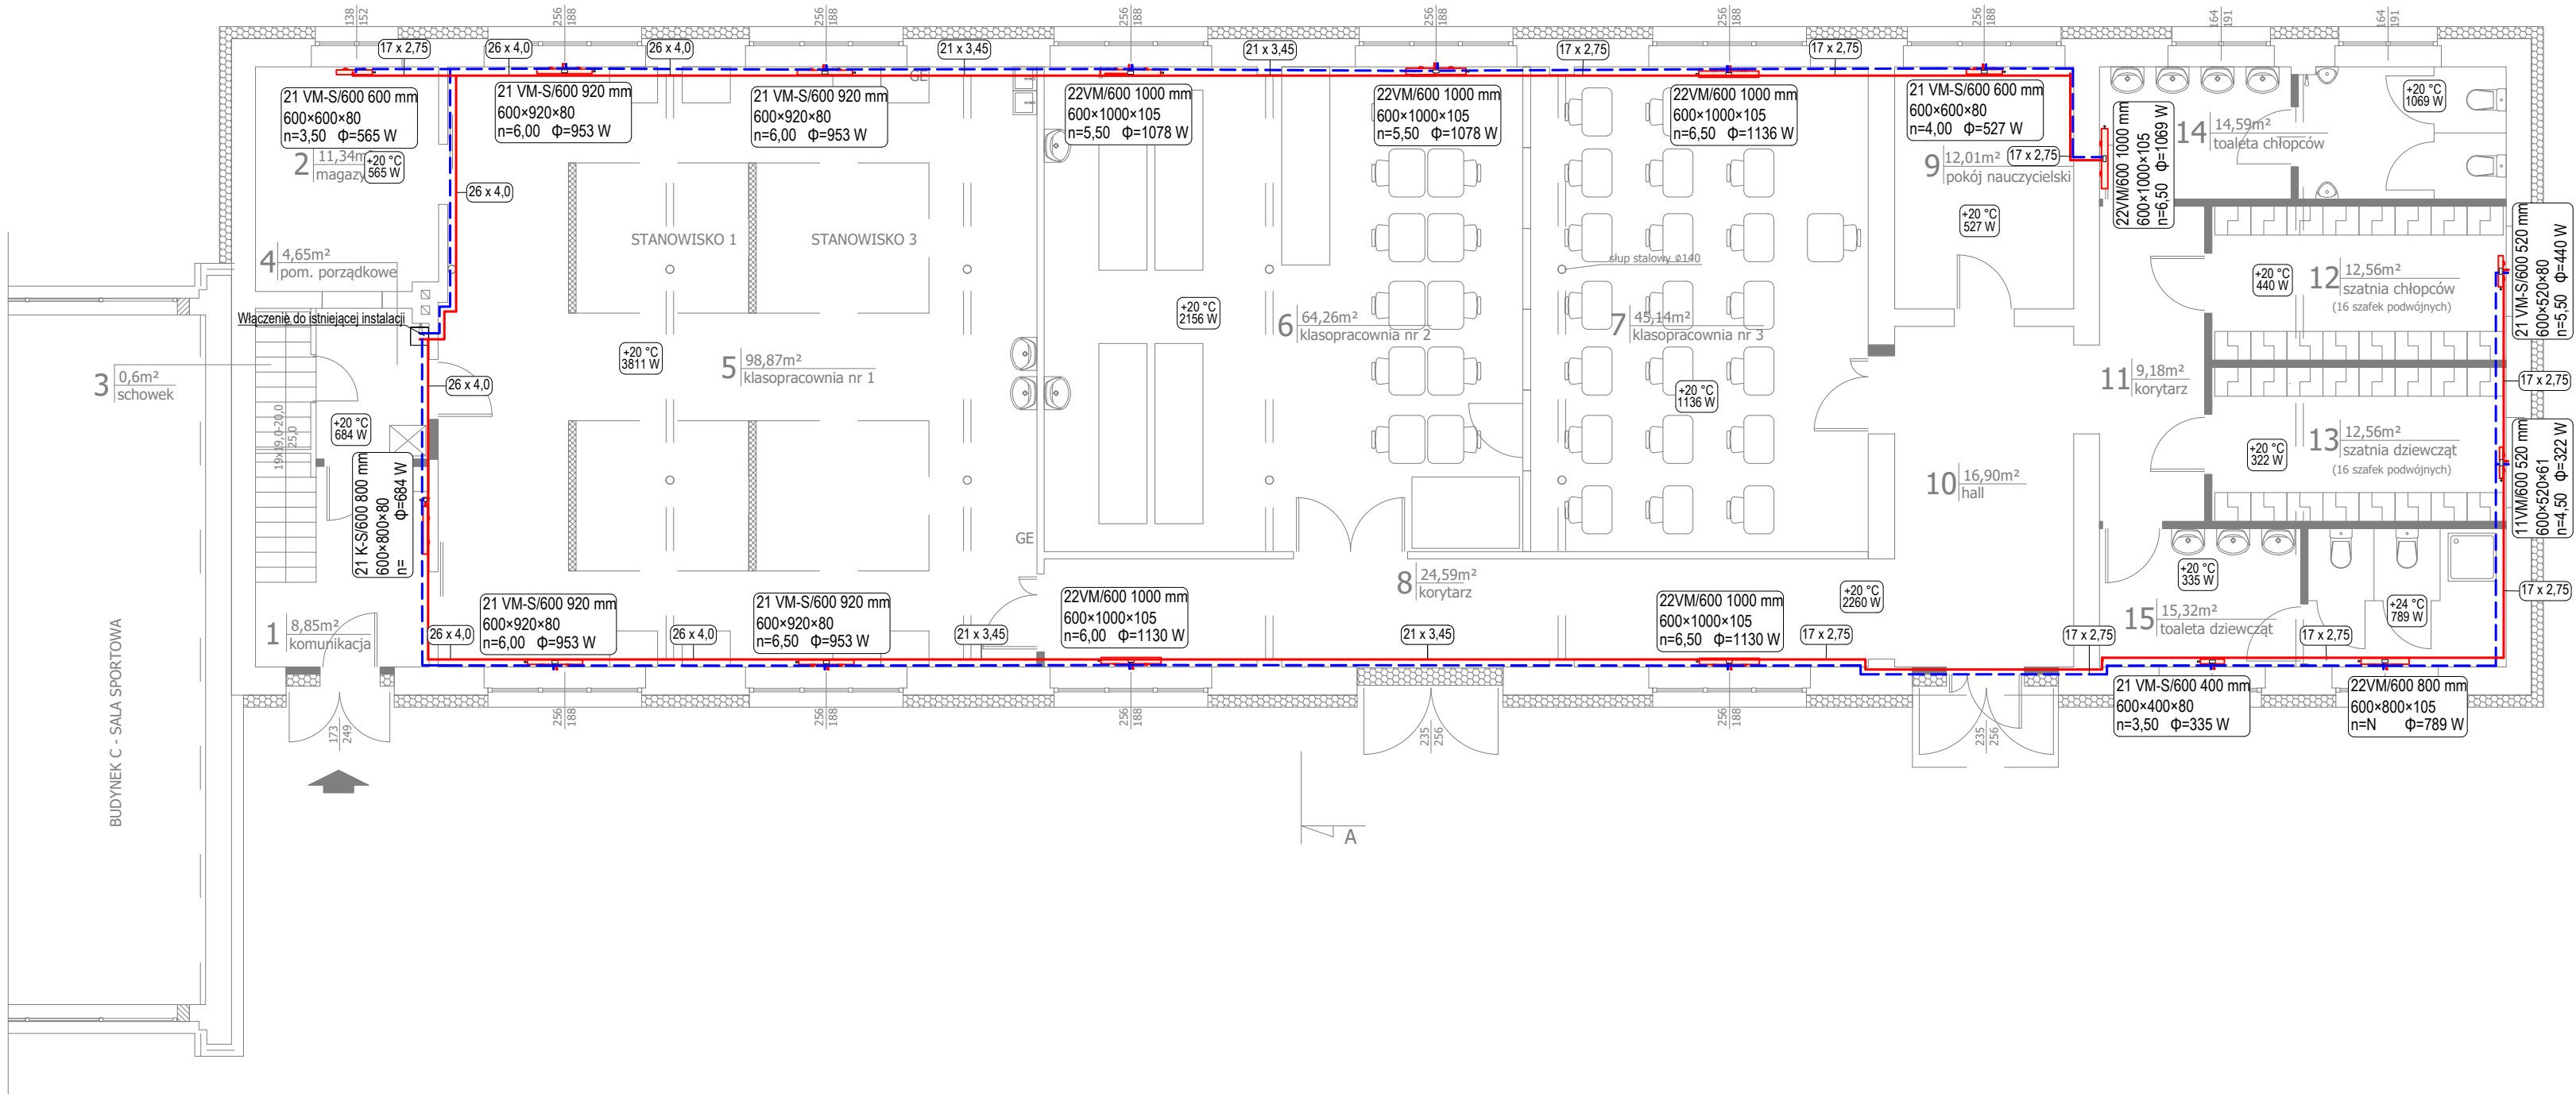 138
152
256
188
256
188
256
188
256
188
256
188
256
188
164
191
164
191
17 x 2,75
26 x 4,0
26 x 4,0
21 x 3,45
21 x 3,45
17 x 2,75
17 x 2,75
21 VM-S/600 600 mm
600×600×80
n=3,50 Φ=565 W
21 VM-S/600 920 mm
600×920×80
n=6,00 Φ=953 W
21 VM-S/600 920 mm
600×920×80
n=6,00 Φ=953 W
22VM/600 1000 mm
600×1000×105
n=5,50 Φ=1078 W
22VM/600 1000 mm
600×1000×105
n=5,50 Φ=1078 W
22VM/600 1000 mm
600×1000×105
n=6,50 Φ=1136 W
21 VM-S/600 600 mm
600×600×80
n=4,00 Φ=527 W
22VM/600 1000 mm
600×1000×105
n=6,50 Φ=1069 W
+20 °C
1069 W
14 14,59m²
toaleta chłopców
2 11,34m
magazy
+20 °C
565 W
26 x 4,0
9 12,01m²
pokój nauczycielski
17 x 2,75
+20 °C
527 W
STANOWISKO 1
STANOWISKO 3
4 4,65m²
pom. porządkowe
słup stalowy ⌀140
+20 °C
440 W
12 12,56m²
szatnia chłopców
(16 szafek podwójnych)
21 VM-S/600 520 mm
600×520×80
n=5,50 Φ=440 W
Włączenie do istniejącej instalacji
+20 °C
2156 W
6 64,26m²
klasopracownia nr 2
7 45,14m²
klasopracownia nr 3
+20 °C
3811 W
5 98,87m²
klasopracownia nr 1
3 0,6m²
schowek
26 x 4,0
+20 °C
1136 W
11 9,18m²
korytarz
17 x 2,75
19x19,0-20,0
25,0
+20 °C
684 W
21 K-S/600 800 mm
600×800×80
n= Φ=684 W
+20 °C
322 W
13 12,56m²
szatnia dziewcząt
(16 szafek podwójnych)
11VM/600 520 mm
600×520×61
n=4,50 Φ=322 W
10 16,90m²
hall
GE
8 24,59m²
korytarz
+20 °C
2260 W
+20 °C
335 W
+24 °C
789 W
17 x 2,75
15 15,32m²
toaleta dziewcząt
1 8,85m²
komunikacja
21 VM-S/600 920 mm
600×920×80
n=6,00 Φ=953 W
21 VM-S/600 920 mm
600×920×80
n=6,50 Φ=953 W
22VM/600 1000 mm
600×1000×105
n=6,00 Φ=1130 W
22VM/600 1000 mm
600×1000×105
n=6,50 Φ=1130 W
26 x 4,0
26 x 4,0
21 x 3,45
21 x 3,45
17 x 2,75
17 x 2,75
17 x 2,75
21 VM-S/600 400 mm
600×400×80
n=3,50 Φ=335 W
22VM/600 800 mm
600×800×105
n=N Φ=789 W
173
249
256
188
256
188
256
188
235
256
256
188
235
256
BUDYNEK C - SALA SPORTOWA
A